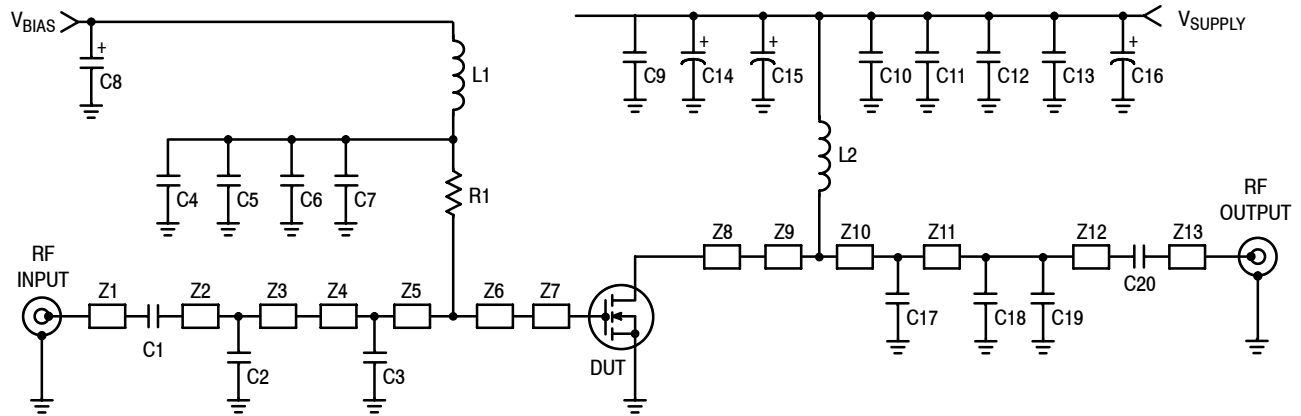 V_BIAS
+
C8
L1
C4 C5 C6 C7
R1
RF
INPUT
Z1 C1 Z2 Z3 Z4 Z5 Z6 Z7
C2 C3
DUT
V_SUPPLY
C9 + C14 + C15 C10 C11 C12 C13 + C16
L2
Z8 Z9 Z10 Z11 Z12 Z13
C17 C18 C19 C20
RF
OUTPUT